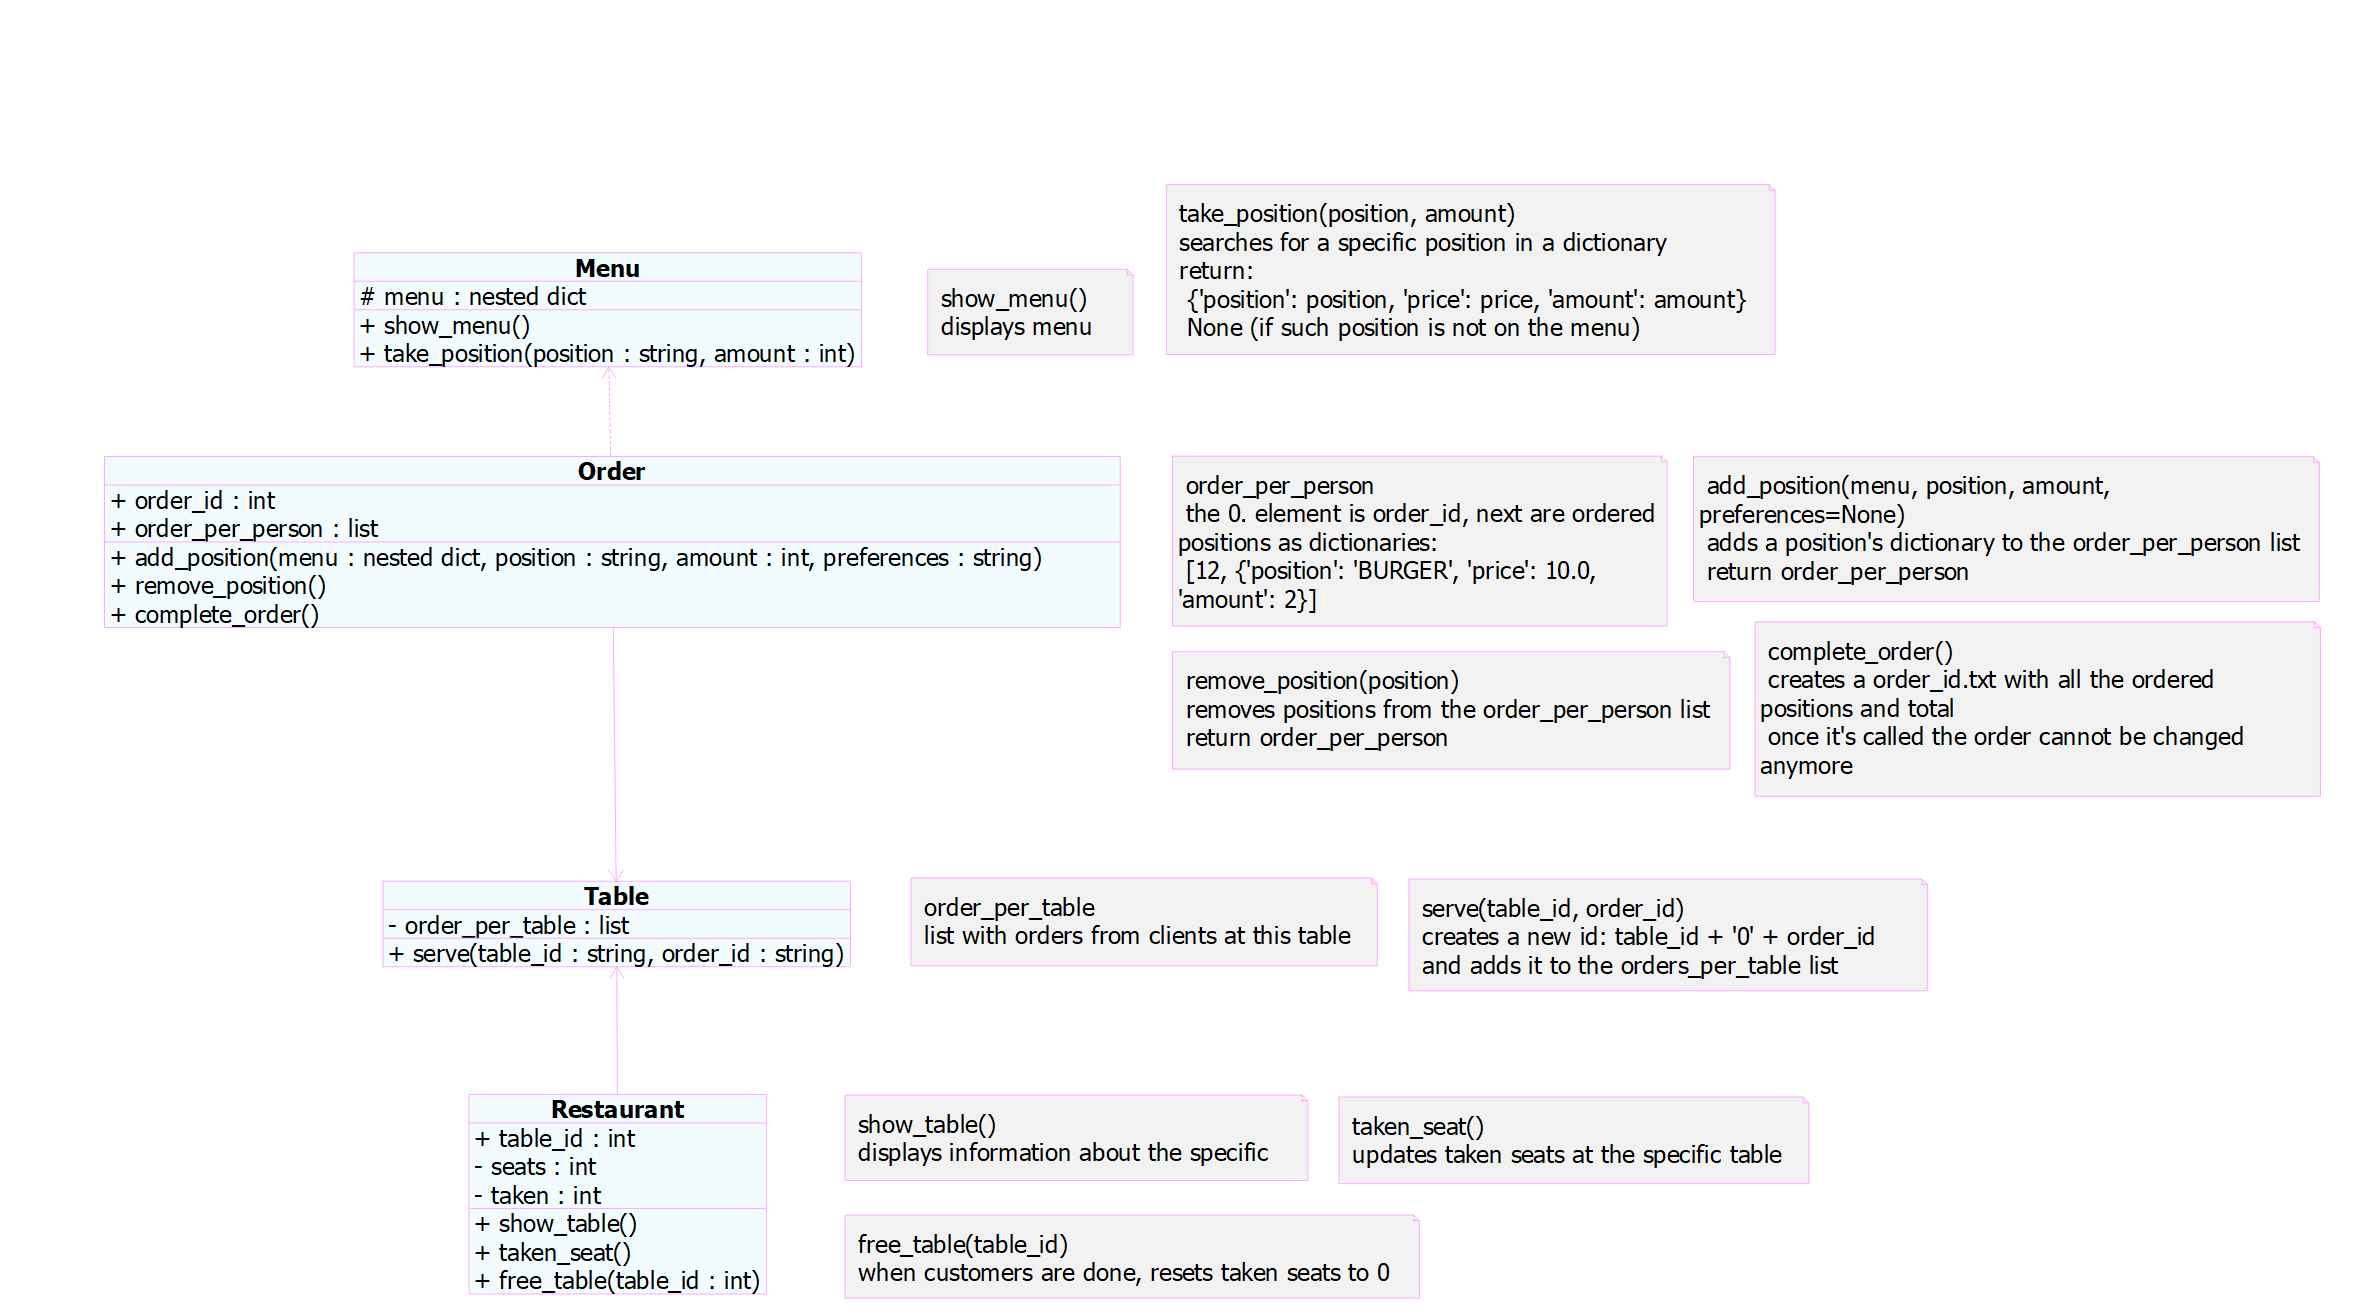 Menu
# menu : nested dict
+ show_menu()
+ take_position(position : string, amount : int)
show_menu()
displays menu
take_position(position, amount)
searches for a specific position in a dictionary
return:
{'position': position, 'price': price, 'amount': amount}
None (if such position is not on the menu)
Order
+ order_id : int
+ order_per_person : list
+ add_position(menu : nested dict, position : string, amount : int, preferences : string)
+ remove_position()
+ complete_order()
order_per_person
the 0. element is order_id, next are ordered
positions as dictionaries:
[12, {'position': 'BURGER', 'price': 10.0,
'amount': 2}]
add_position(menu, position, amount,
preferences=None)
adds a position's dictionary to the order_per_person list
return order_per_person
remove_position(position)
removes positions from the order_per_person list
return order_per_person
complete_order()
creates a order_id.txt with all the ordered
positions and total
once it's called the order cannot be changed
anymore
Table
- order_per_table : list
+ serve(table_id : string, order_id : string)
order_per_table
list with orders from clients at this table
serve(table_id, order_id)
creates a new id: table_id + '0' + order_id
and adds it to the orders_per_table list
Restaurant
+ table_id : int
- seats : int
- taken : int
+ show_table()
+ taken_seat()
+ free_table(table_id : int)
show_table()
displays information about the specific
taken_seat()
updates taken seats at the specific table
free_table(table_id)
when customers are done, resets taken seats to 0